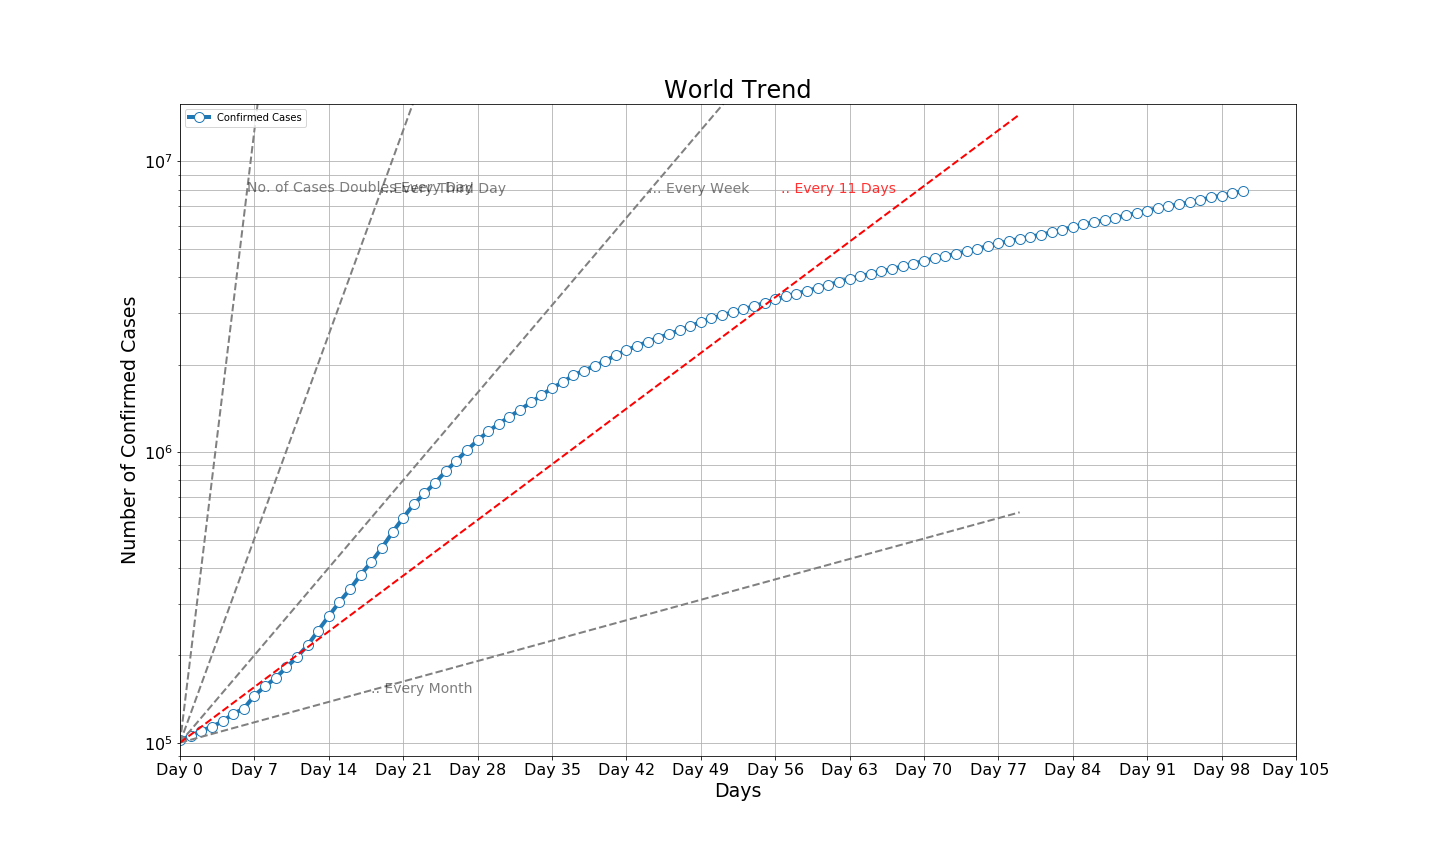 World Trend
Confirmed Cases
10⁷
No. of Cases Doubles Every Day
.. Every Third Day
.. Every Week
.. Every 11 Days
Number of Confirmed Cases
10⁶
.. Every Month
10⁵
Day 0 Day 7 Day 14 Day 21 Day 28 Day 35 Day 42 Day 49 Day 56 Day 63 Day 70 Day 77 Day 84 Day 91 Day 98 Day 105
Days